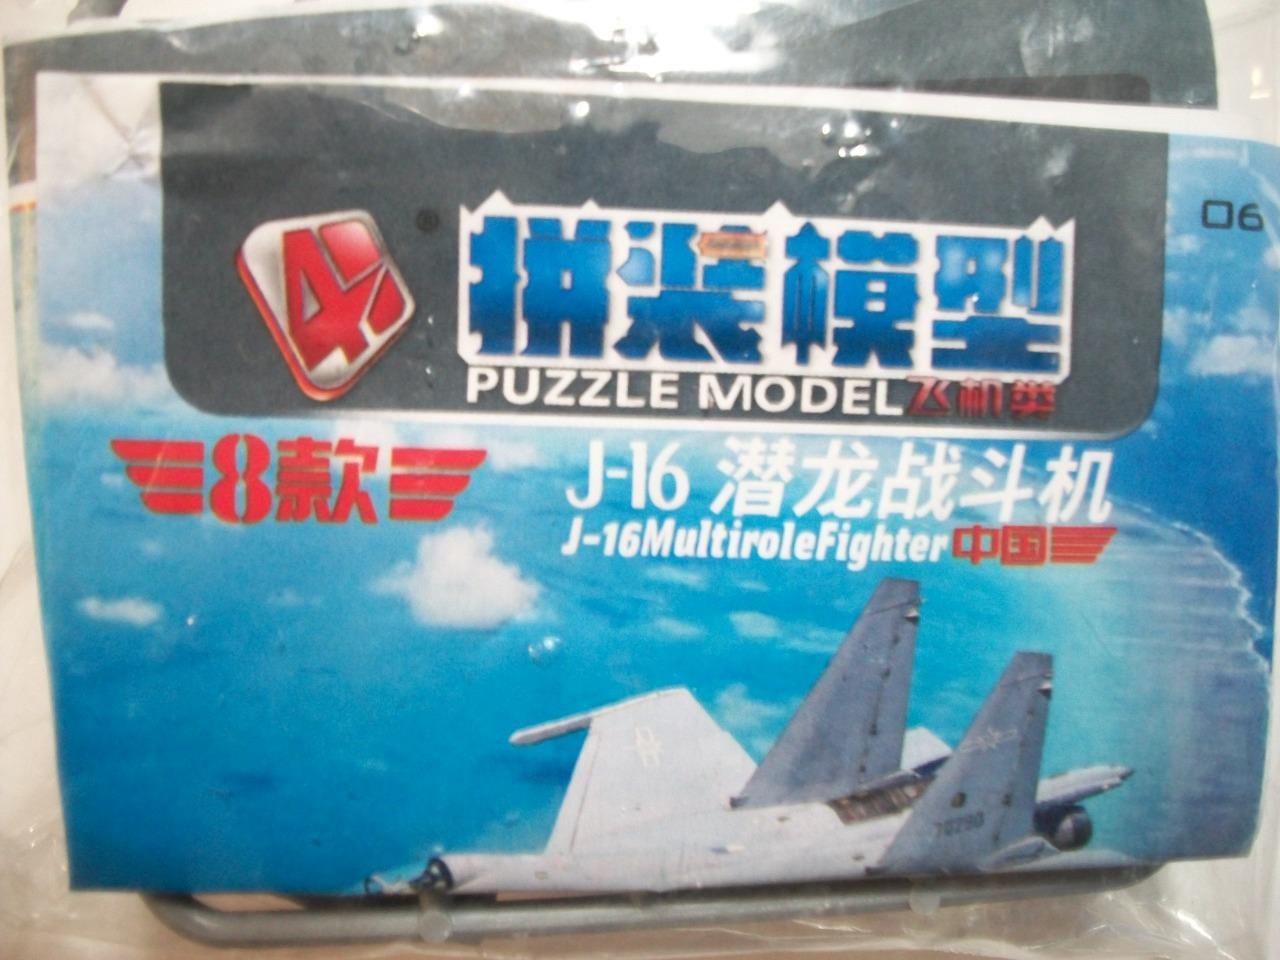 06
4D
®
拼装模型
PUZZLE MODEL飞机类
8款
J-16 潜龙战斗机
J-16MultiroleFighter中国